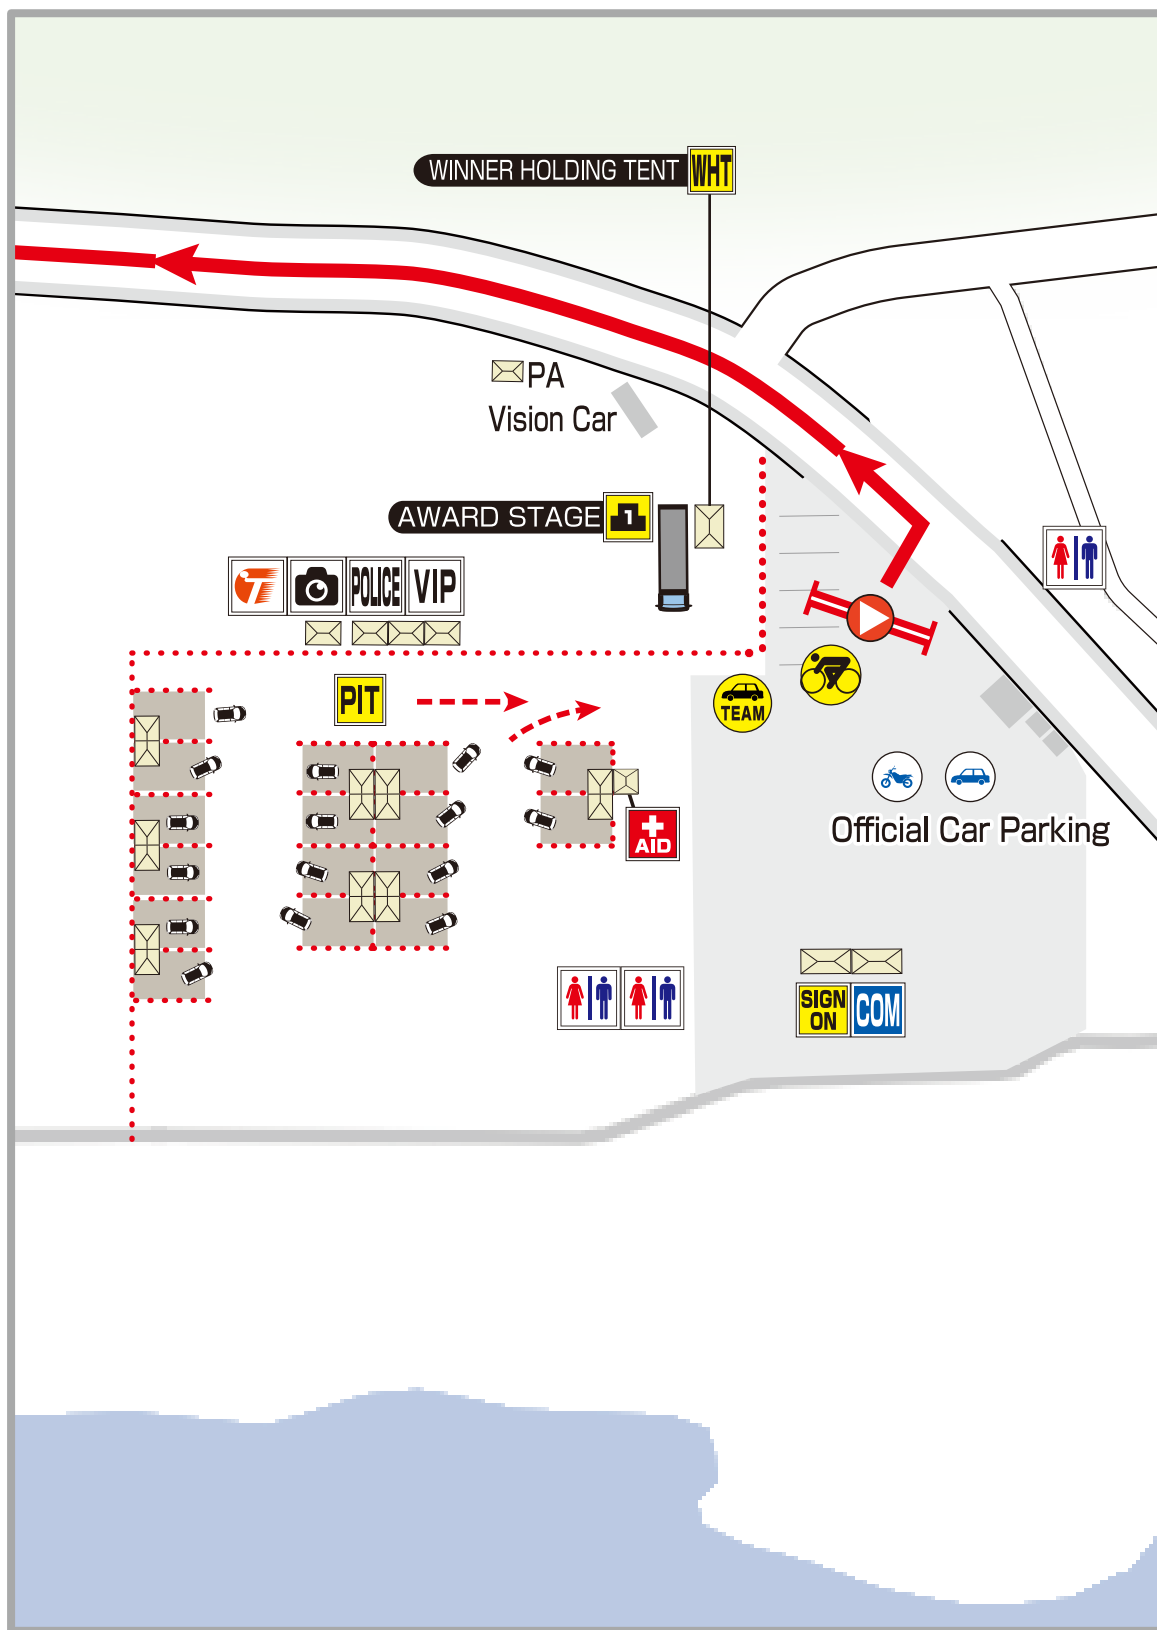 WINNER HOLDING TENT WHT
PA
Vision Car
AWARD STAGE 1
T POLICE VIP
PIT
TEAM
AID
Official Car Parking
SIGN ON COM